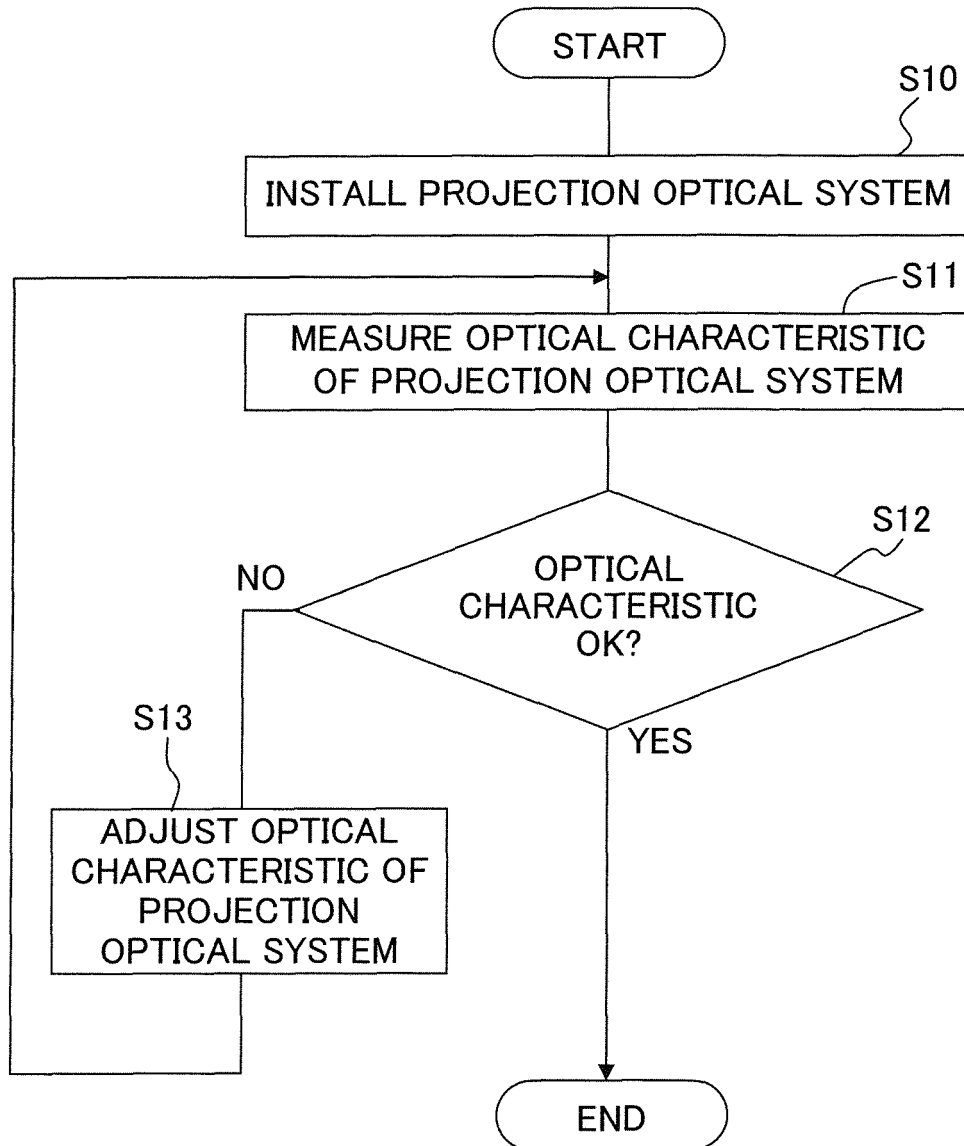 START
S10
INSTALL PROJECTION OPTICAL SYSTEM
S11
MEASURE OPTICAL CHARACTERISTIC
OF PROJECTION OPTICAL SYSTEM
S12
OPTICAL
CHARACTERISTIC
OK?
NO
YES
S13
ADJUST OPTICAL
CHARACTERISTIC OF
PROJECTION
OPTICAL SYSTEM
END